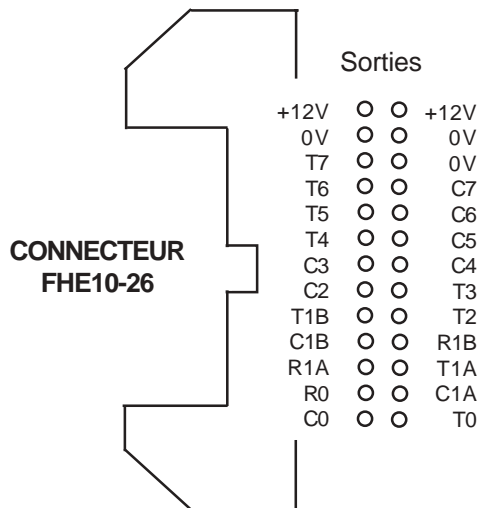 Sorties
+12V +12V
0V 0V
T7 0V
T6 C7
T5 C6
T4 C5
C3 C4
C2 T3
T1B T2
C1B R1B
R1A T1A
R0 C1A
C0 T0
CONNECTEUR
FHE10-26